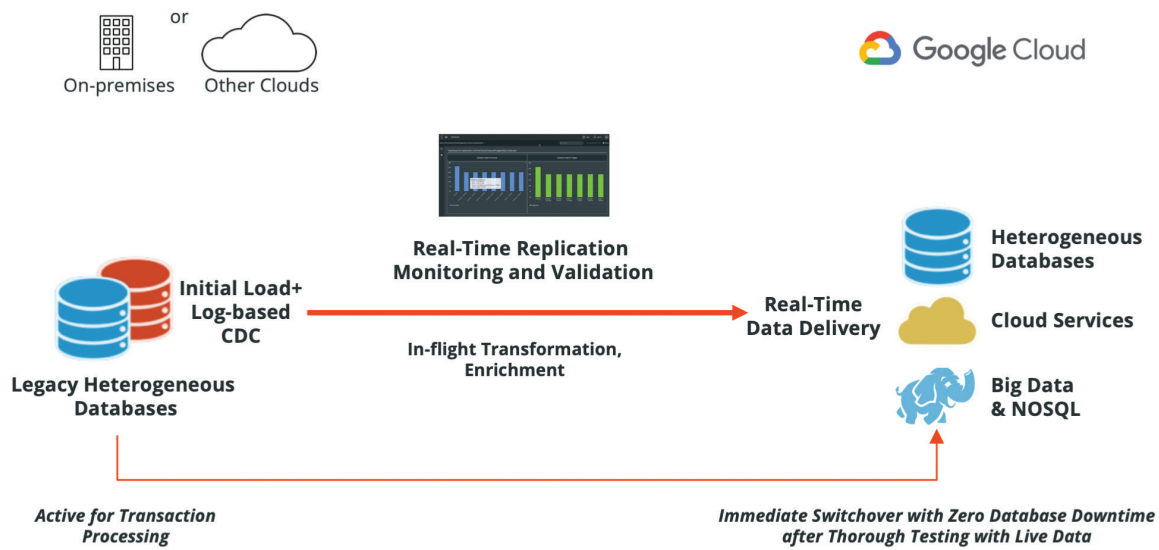 or
On-premises
Other Clouds
Google Cloud
Real-Time Replication
Monitoring and Validation
Initial Load+
Log-based
CDC
Legacy Heterogeneous
Databases
In-flight Transformation,
Enrichment
Real-Time
Data Delivery
Heterogeneous
Databases
Cloud Services
Big Data
& NOSQL
Active for Transaction
Processing
Immediate Switchover with Zero Database Downtime
after Thorough Testing with Live Data